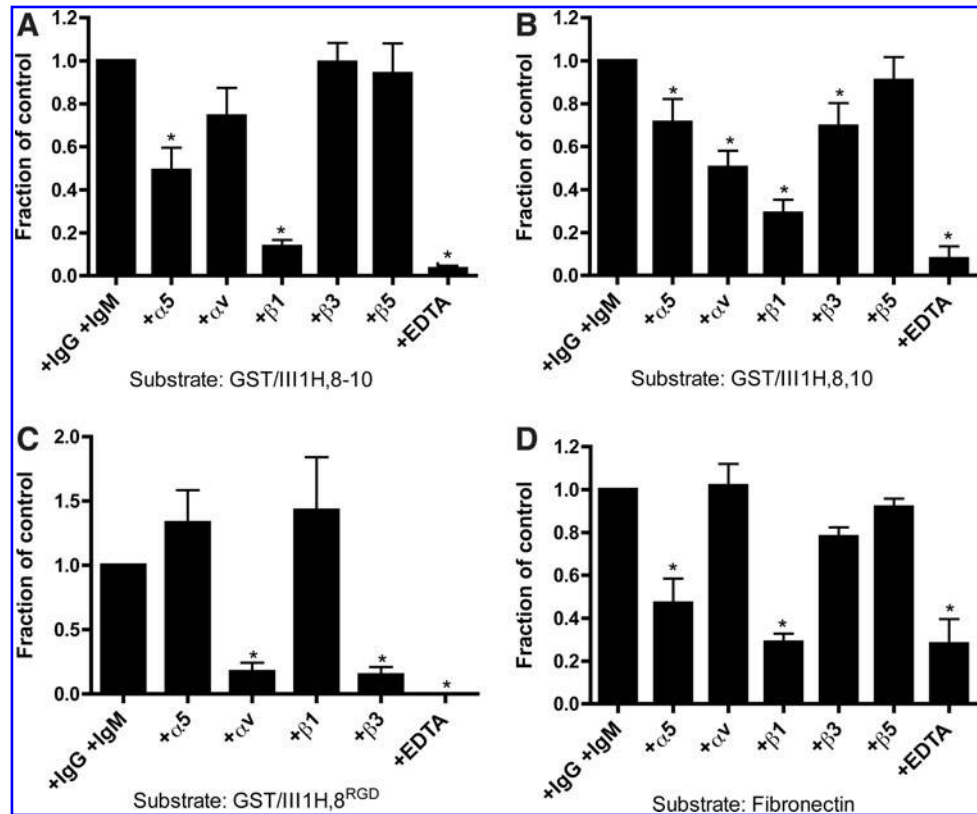 A
Fraction of control
1.2
1.0
0.8
0.6
0.4
0.2
0.0
*
*
*
+IgG +IgM
+α5
+αv
+β1
+β3
+β5
+EDTA
Substrate: GST/III1H,8-10
B
Fraction of control
1.2
1.0
0.8
0.6
0.4
0.2
0.0
*
*
*
*
*
+IgG +IgM
+α5
+αv
+β1
+β3
+β5
+EDTA
Substrate: GST/III1H,8,10
C
Fraction of control
2.0
1.5
1.0
0.5
0.0
*
*
*
+IgG +IgM
+α5
+αv
+β1
+β3
+EDTA
Substrate: GST/III1H,8RGD
D
Fraction of control
1.2
1.0
0.8
0.6
0.4
0.2
0.0
*
*
*
+IgG +IgM
+α5
+αv
+β1
+β3
+β5
+EDTA
Substrate: Fibronectin